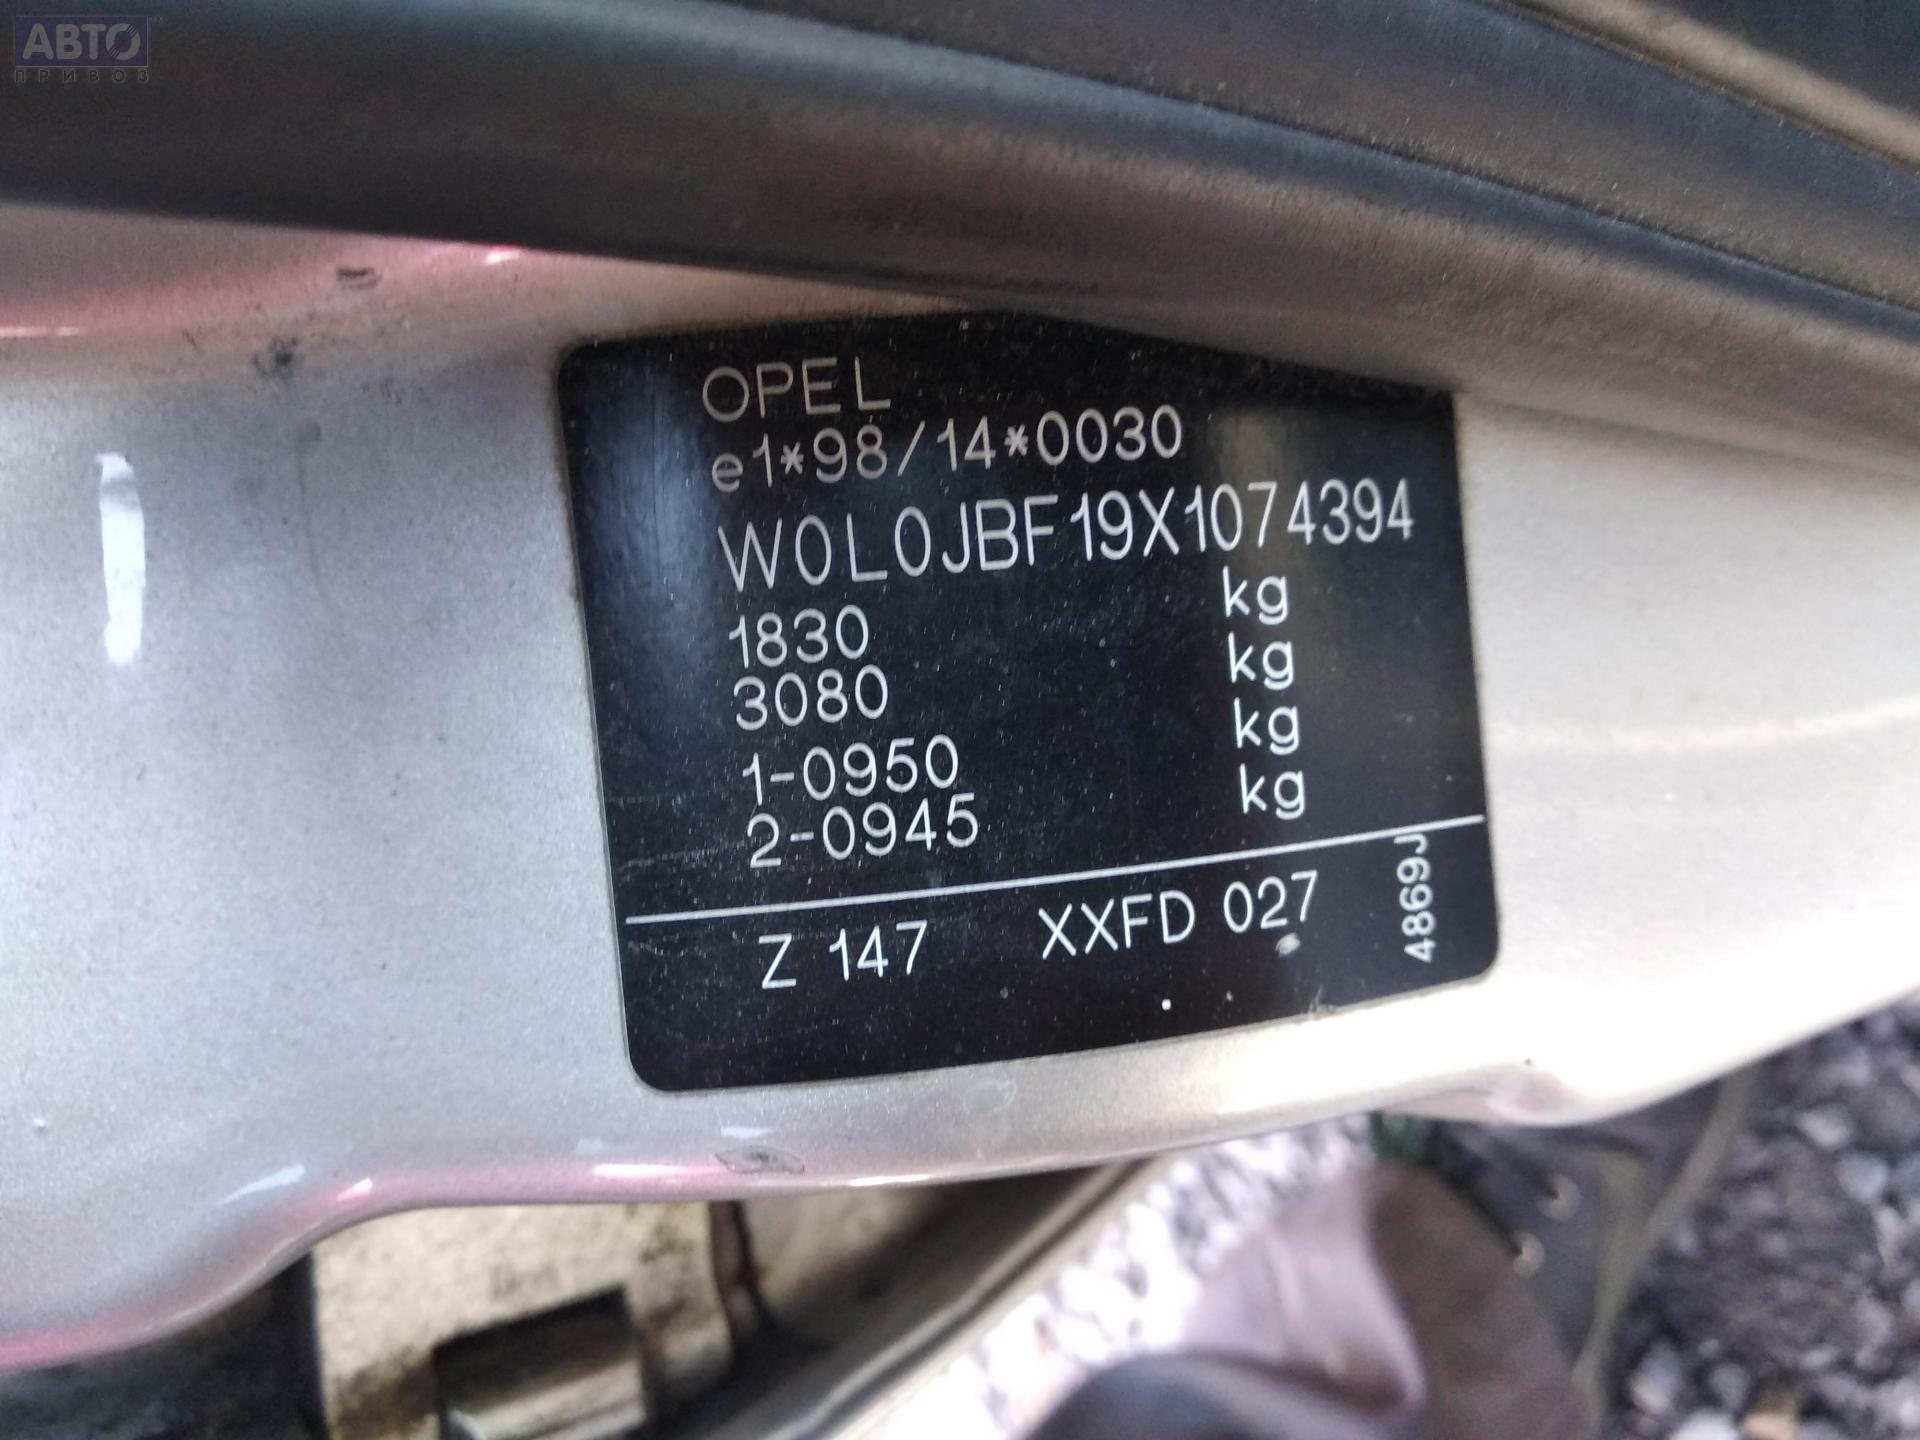 АВТО
ПРИВОЗ
OPEL
e1*98/14*0030
W0L0JBF19X1074394
1830 kg
3080 kg
1-0950 kg
2-0945 kg
Z 147 XXFD 027
4869J